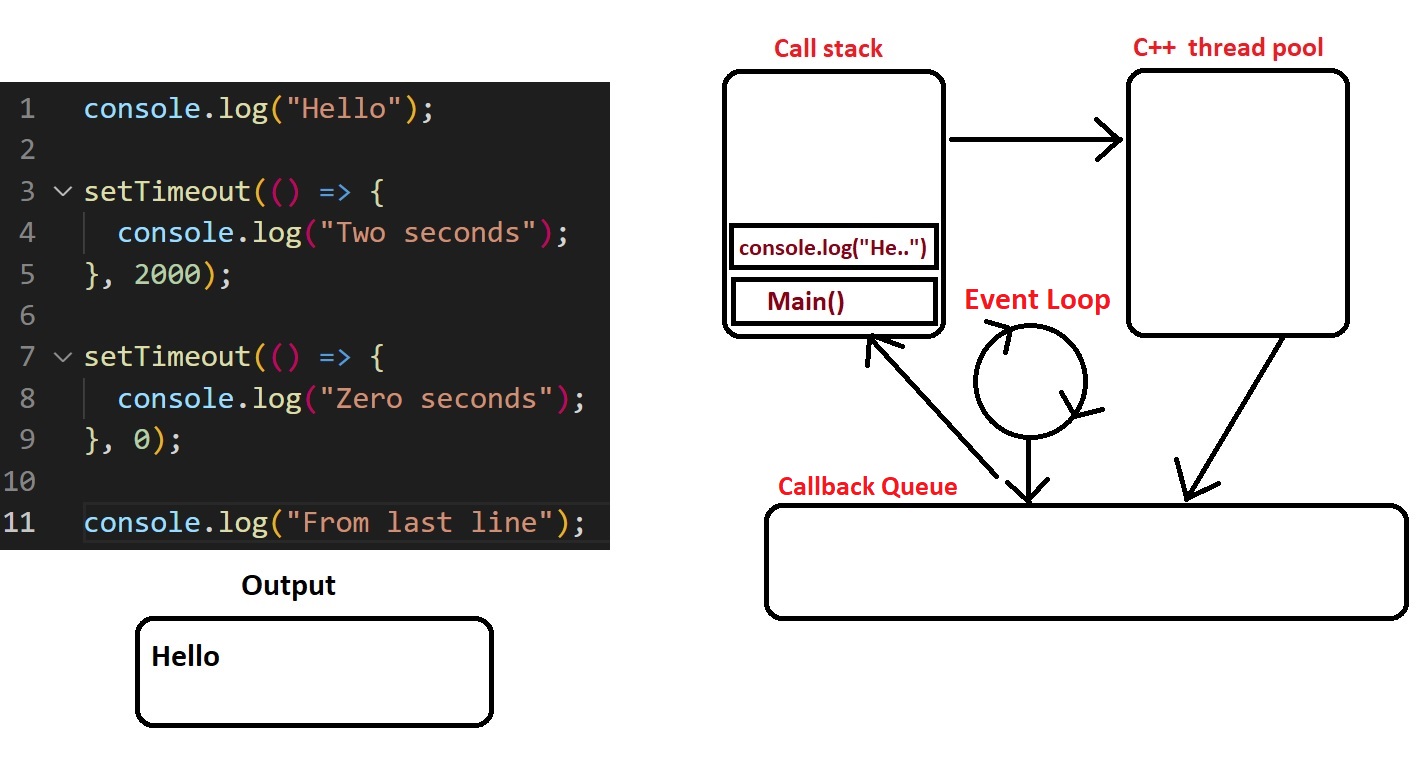 1 console.log("Hello");
2
3 setTimeout(() => {
4 console.log("Two seconds");
5 }, 2000);
6
7 setTimeout(() => {
8 console.log("Zero seconds");
9 }, 0);
10
11 console.log("From last line");
Output
Hello
Call stack
console.log("He..")
Main()
C++ thread pool
Event Loop
Callback Queue